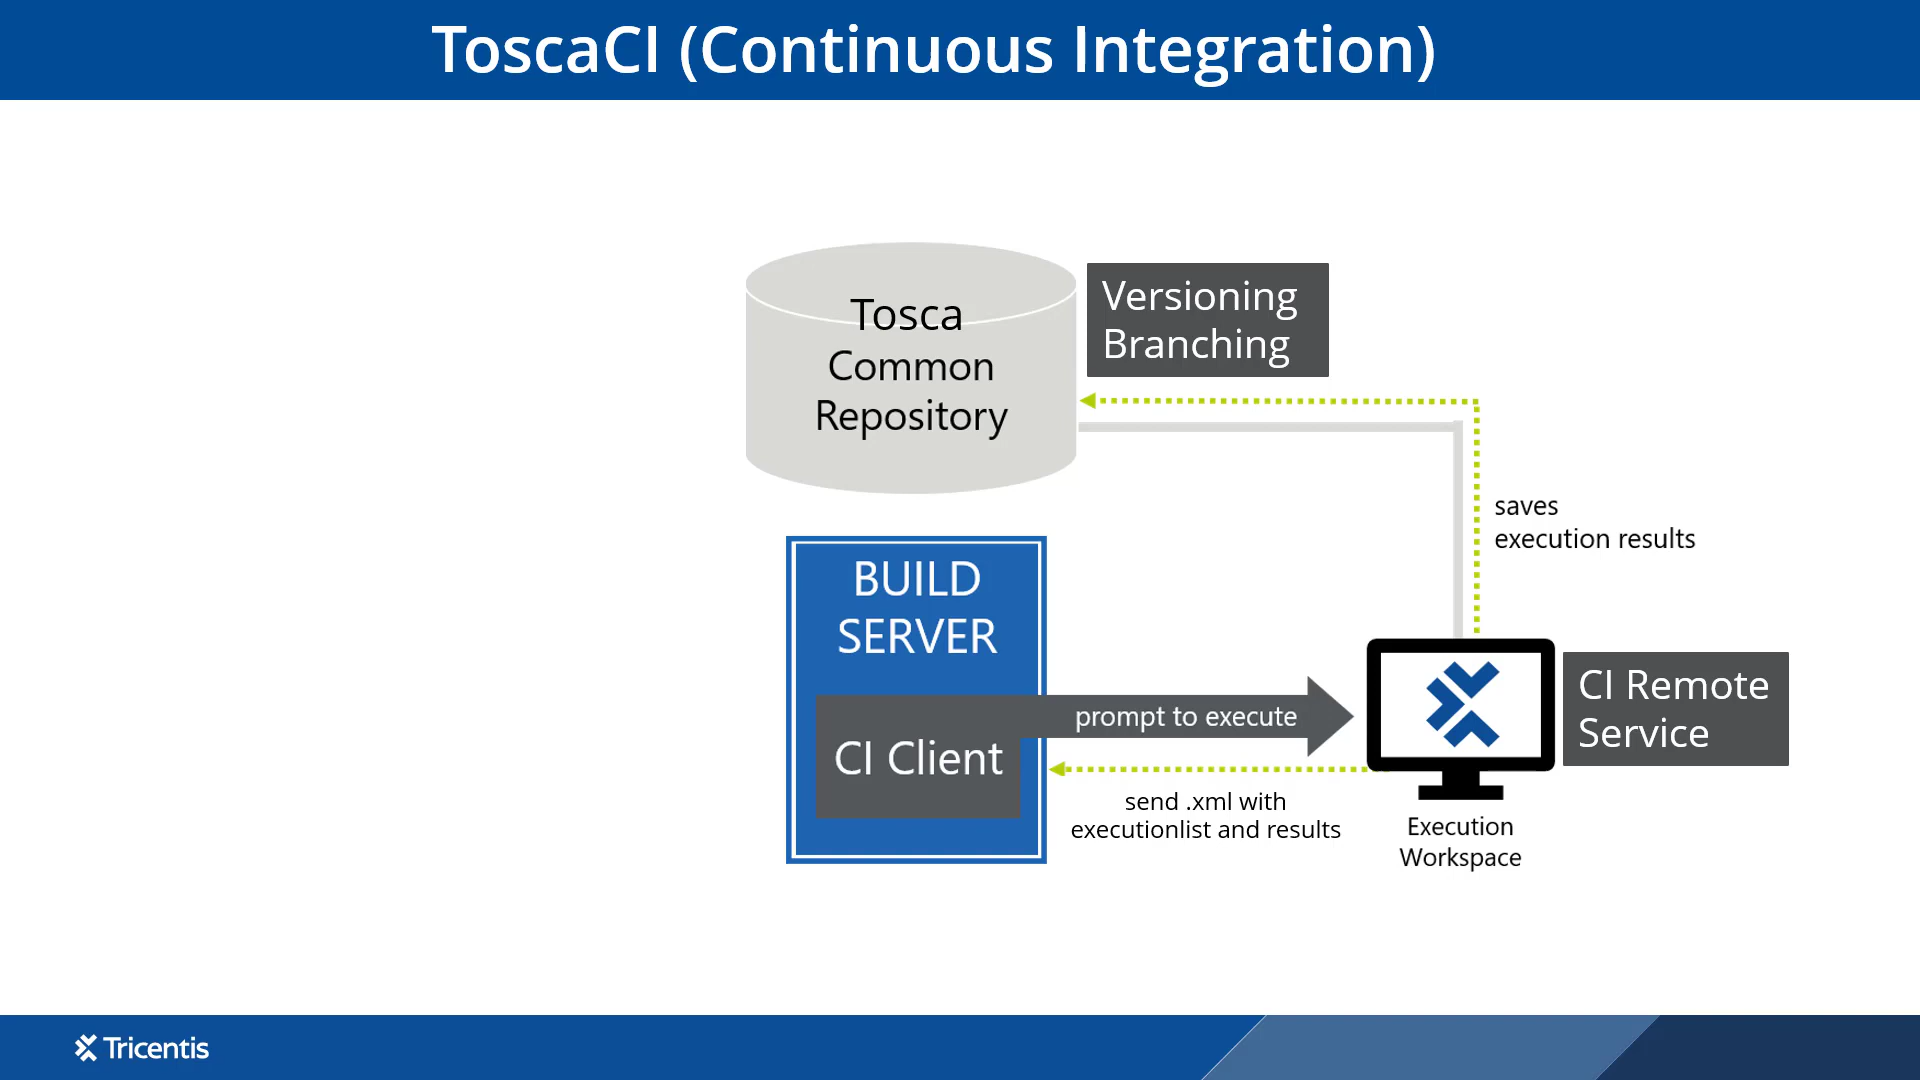 ToscaCI (Continuous Integration)
Tosca
Common
Repository
Versioning
Branching
saves
execution results
BUILD
SERVER
CI Client
prompt to execute
send .xml with
executionlist and results
CI Remote
Service
Execution
Workspace
Tricentis